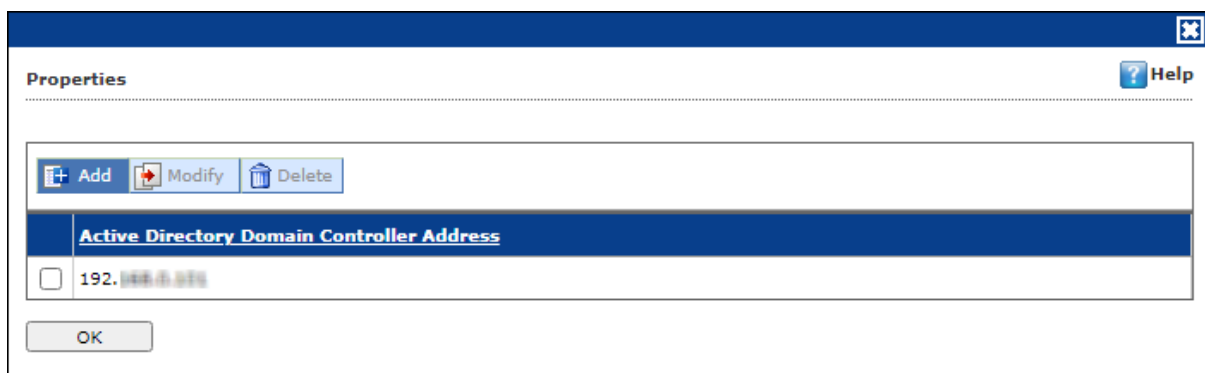 Properties
Help
Add Modify Delete
Active Directory Domain Controller Address
192.
OK